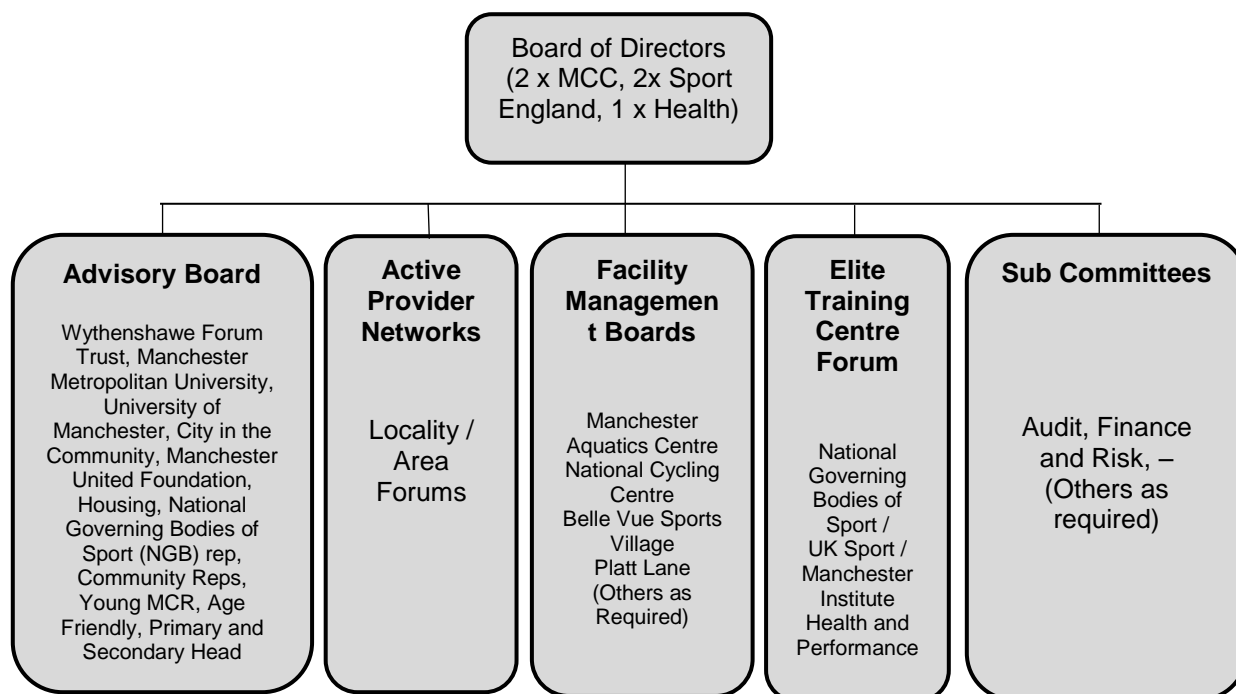 Board of Directors
(2 x MCC, 2x Sport
England, 1 x Health)
Advisory Board
Wythenshawe Forum
Trust, Manchester
Metropolitan University,
University of
Manchester, City in the
Community, Manchester
United Foundation,
Housing, National
Governing Bodies of
Sport (NGB) rep,
Community Reps,
Young MCR, Age
Friendly, Primary and
Secondary Head
Active
Provider
Networks
Locality /
Area
Forums
Facility
Managemen
t Boards
Manchester
Aquatics Centre
National Cycling
Centre
Belle Vue Sports
Village
Platt Lane
(Others as
Required)
Elite
Training
Centre
Forum
National
Governing
Bodies of
Sport /
UK Sport /
Manchester
Institute
Health and
Performance
Sub Committees
Audit, Finance
and Risk, –
(Others as
required)